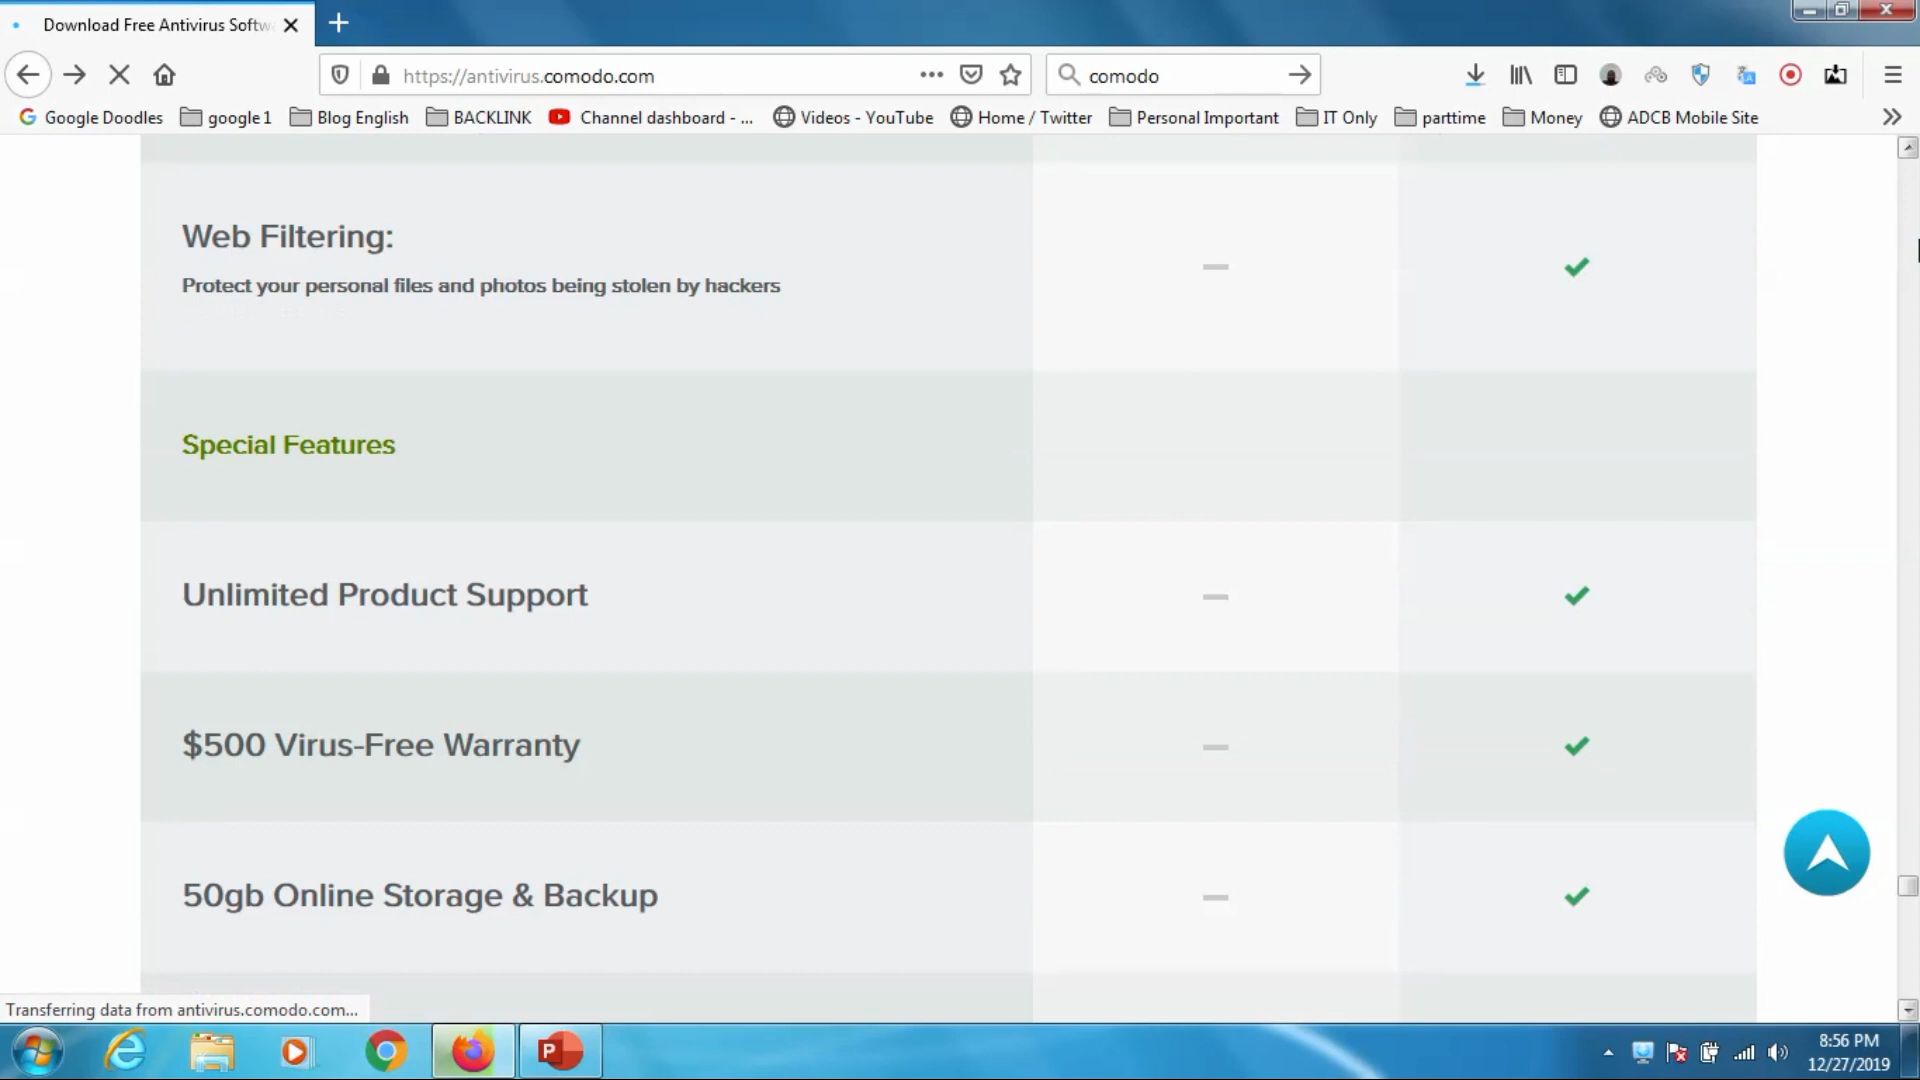 Download Free Antivirus Softw
https://antivirus.comodo.com
comodo
Google Doodles
google1
Blog English
BACKLINK
Channel dashboard - ...
Videos - YouTube
Home / Twitter
Personal Important
IT Only
parttime
Money
ADCB Mobile Site
Web Filtering:
Protect your personal files and photos being stolen by hackers
Special Features
Unlimited Product Support
$500 Virus-Free Warranty
50gb Online Storage & Backup
Transferring data from antivirus.comodo.com...
8:56 PM
12/27/2019